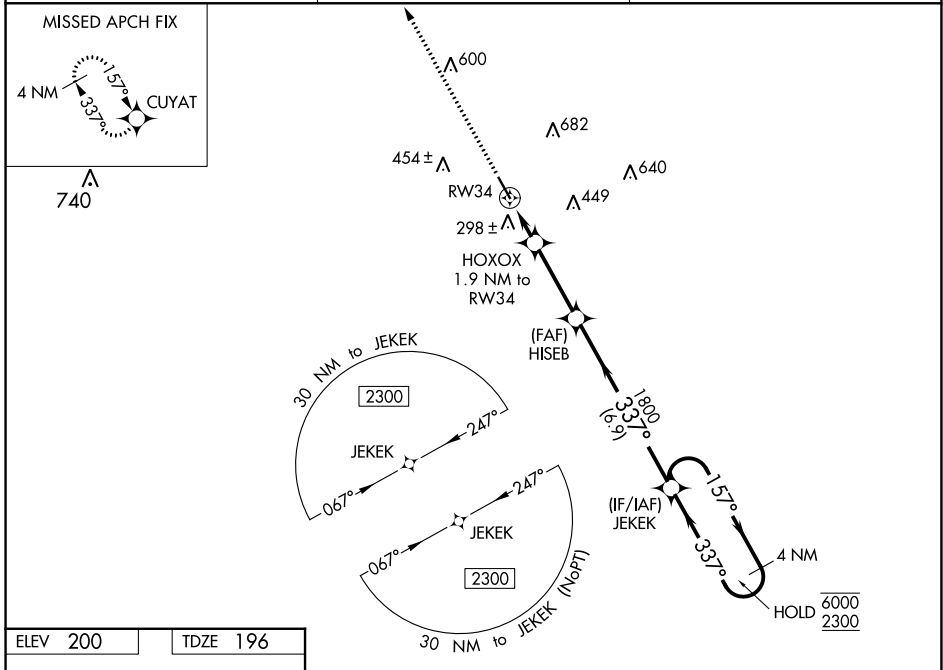 MISSED APCH FIX
4 NM
157°
337°
CUYAT
740
600
682
454 ±
640
RW34
449
298 ±
HOXOX
1.9 NM to
RW34
(FAF)
HISEB
30 NM to JEKEK
2300
247°
JEKEK
067°
1800
337°
(6.9)
247°
JEKEK
067°
2300
30 NM to JEKEK (NoPT)
(IF/IAF)
JEKEK
157°
337°
4 NM
HOLD
6000
2300
ELEV 200
TDZE 196